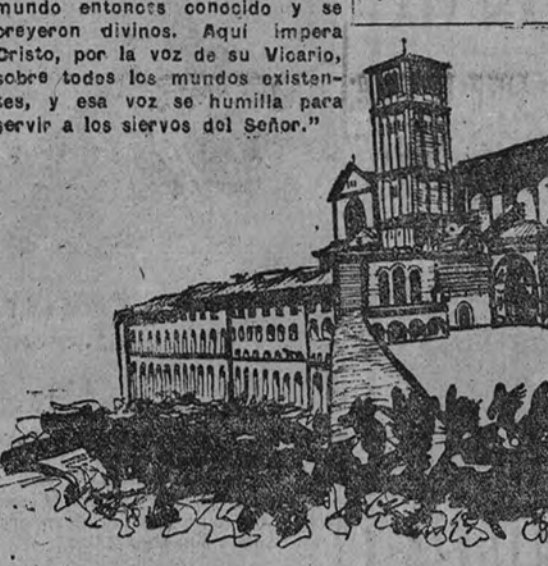 mundo entonces conocido y se
creyeron divinos. Aquí impera
Cristo, por la voz de su Vicario,
sobre todos los mundos existen-
tes, y esa voz se humilla para
servir a los siervos del Señor.”